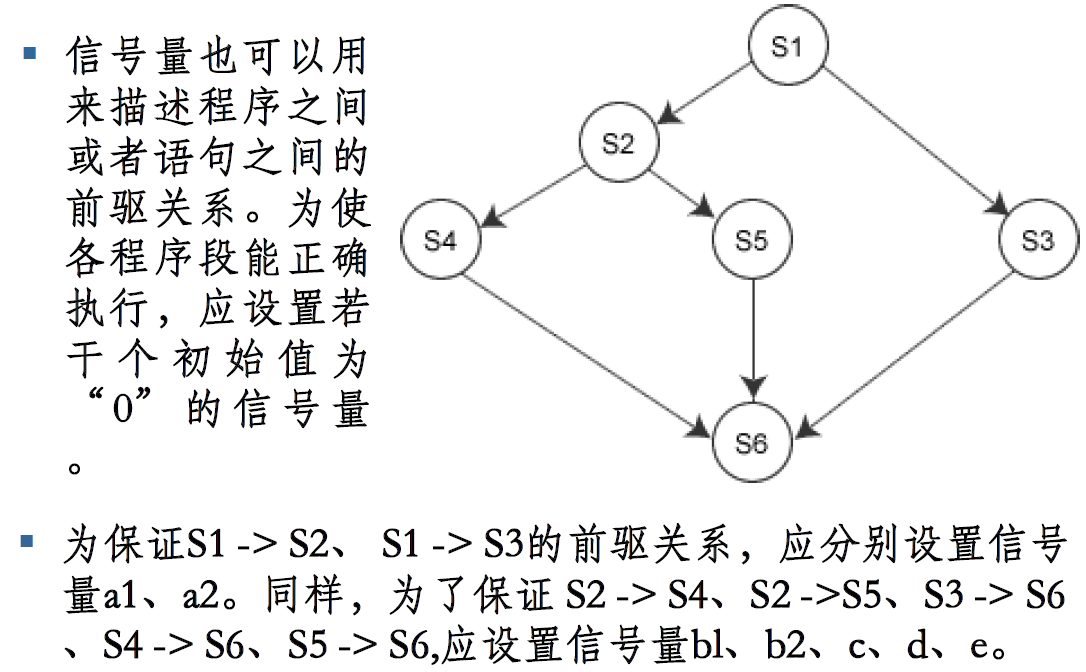 信号量也可以用
来描述程序之间
或者语句之间的
前驱关系。为使
各程序段能正确
执行，应设置若
干个初始值为
“0”的信号量
。
S1
S2
S4
S5
S3
S6
为保证S1 -> S2、 S1 -> S3的前驱关系，应分别设置信号
量a1、a2。同样，为了保证 S2 -> S4、S2 ->S5、S3 -> S6
、S4 -> S6、S5 -> S6,应设置信号量bl、b2、c、d、e。